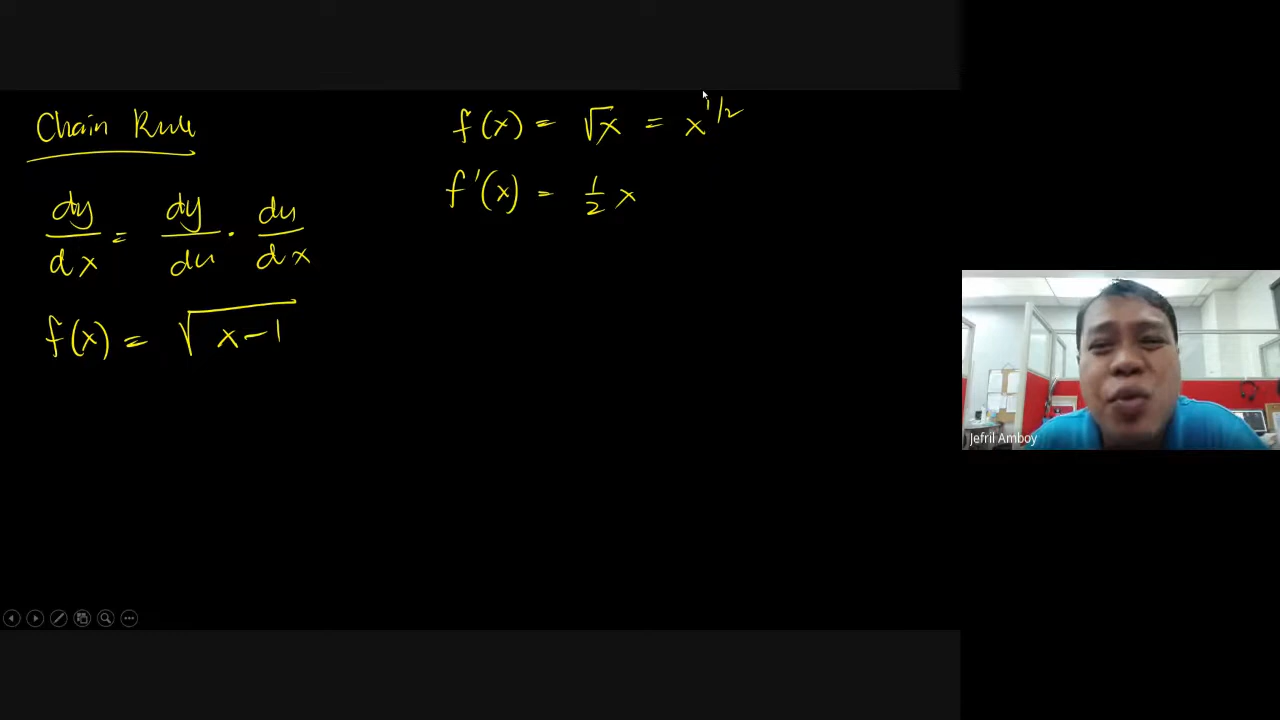 Chain Rule
dy/dx = dy/du · du/dx
f(x) = √x-1
f(x) = √x = x^1/2
f'(x) = 1/2 x
Jefril Amboy